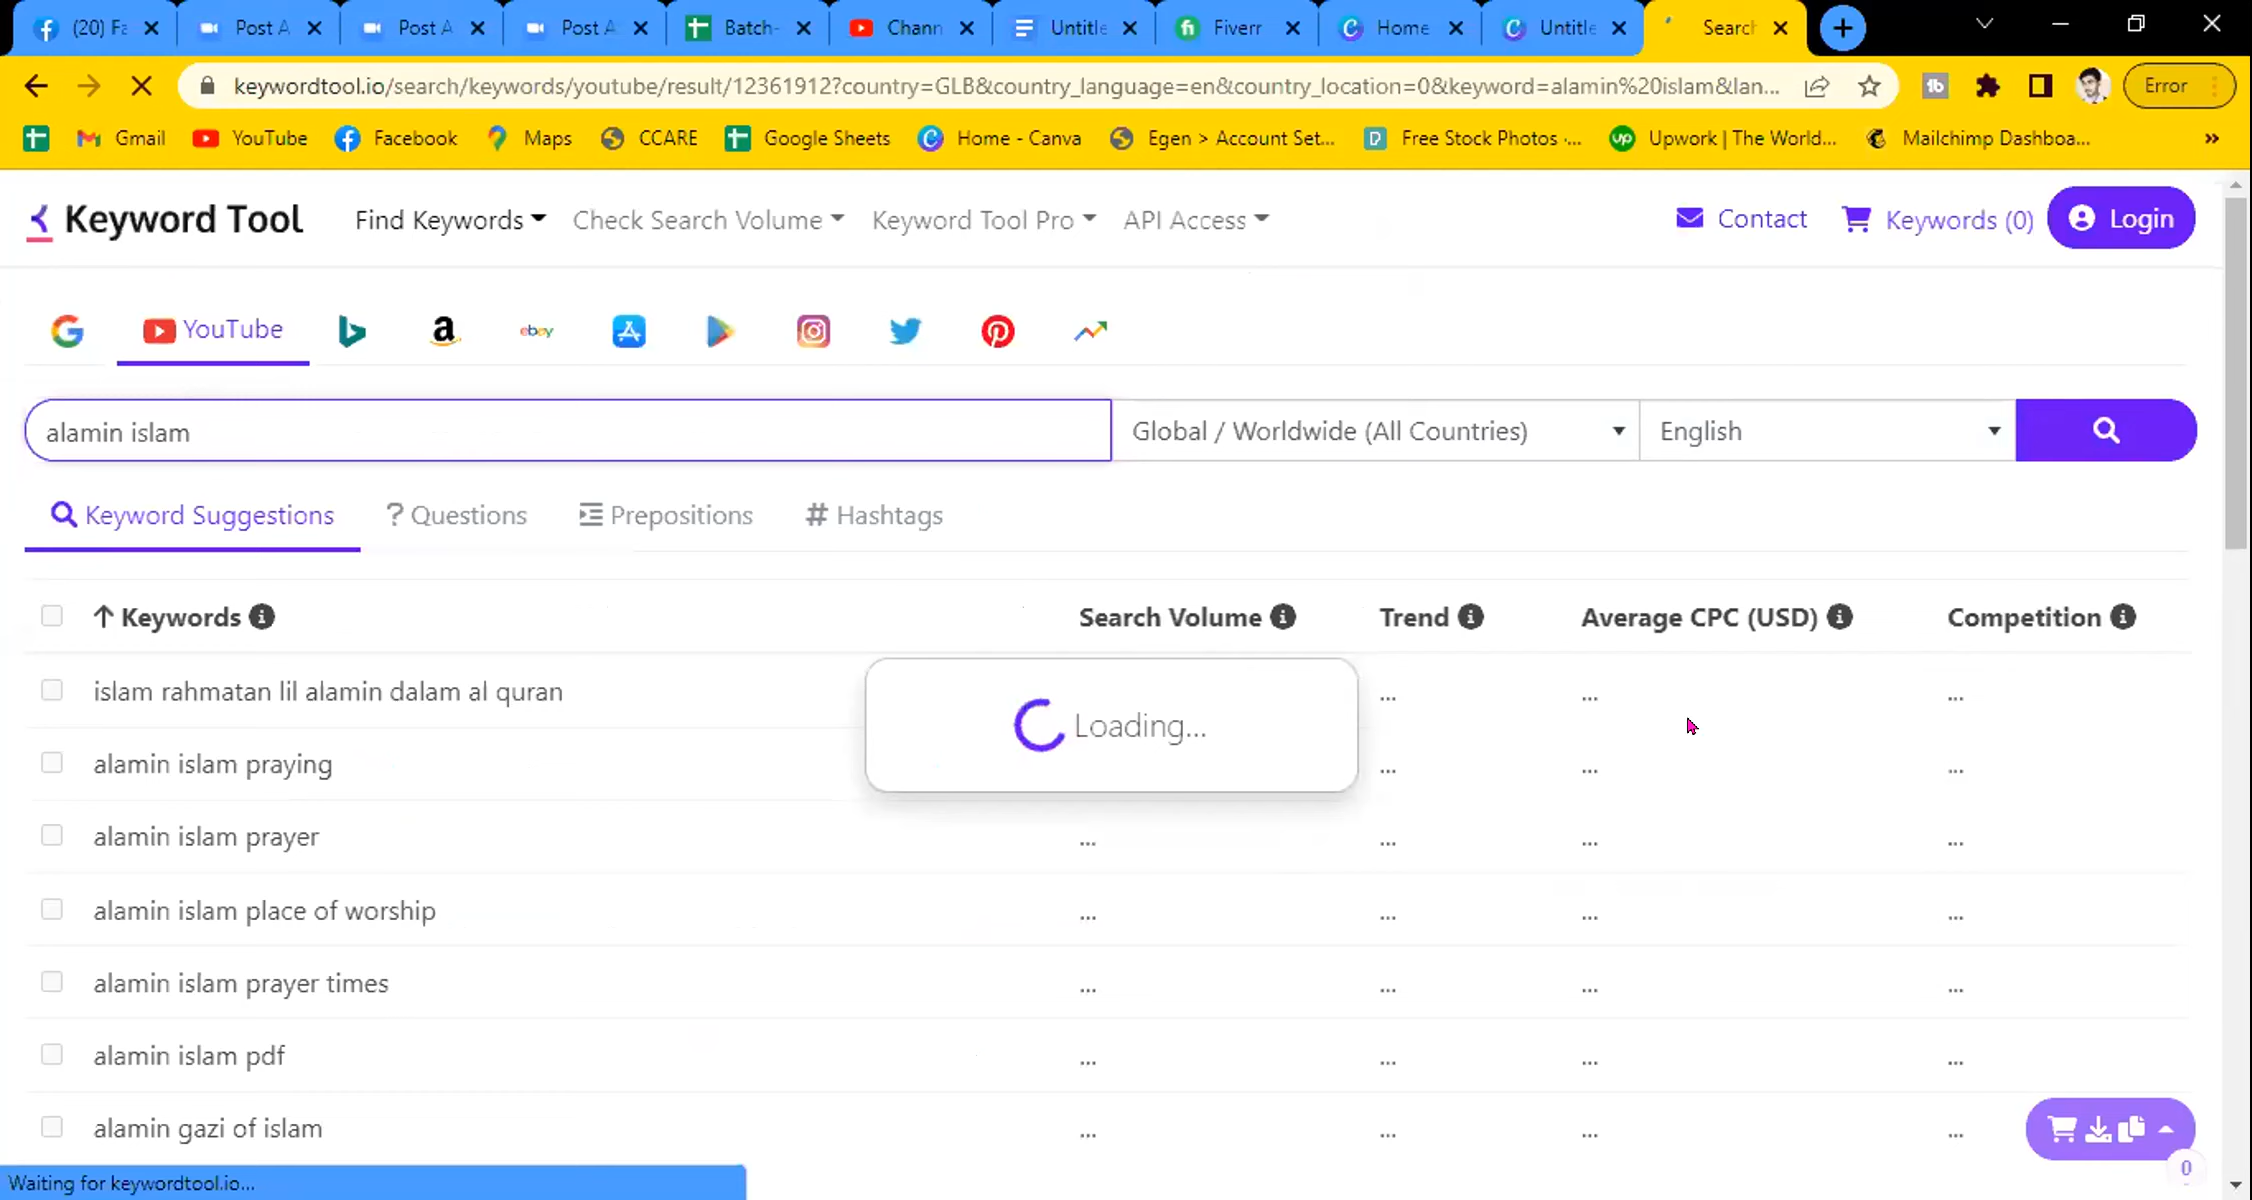 (20) Fa
Post A
Post A
Post A
Batch-
Chann
Untitle
Fiverr
Home
Untitle
Search
keywordtool.io/search/keywords/youtube/result/12361912?country=GLB&country_language=en&country_location=0&keyword=alamin%20islam&lan...
Error
Gmail
YouTube
Facebook
Maps
CCARE
Google Sheets
Home - Canva
Egen > Account Set...
Free Stock Photos ·...
Upwork | The World...
Mailchimp Dashboa...
»
Keyword Tool
Find Keywords
Check Search Volume
Keyword Tool Pro
API Access
Contact
Keywords (0)
Login
YouTube
ebay
alamin islam
Global / Worldwide (All Countries)
English
Keyword Suggestions
? Questions
Prepositions
# Hashtags
Keywords
Search Volume
Trend
Average CPC (USD)
Competition
islam rahmatan lil alamin dalam al quran ... ... ...
Loading...
alamin islam praying ... ... ...
alamin islam prayer ... ... ... ...
alamin islam place of worship ... ... ... ...
alamin islam prayer times ... ... ... ...
alamin islam pdf ... ... ... ...
alamin gazi of islam ... ... ... ...
0
Waiting for keywordtool.io...